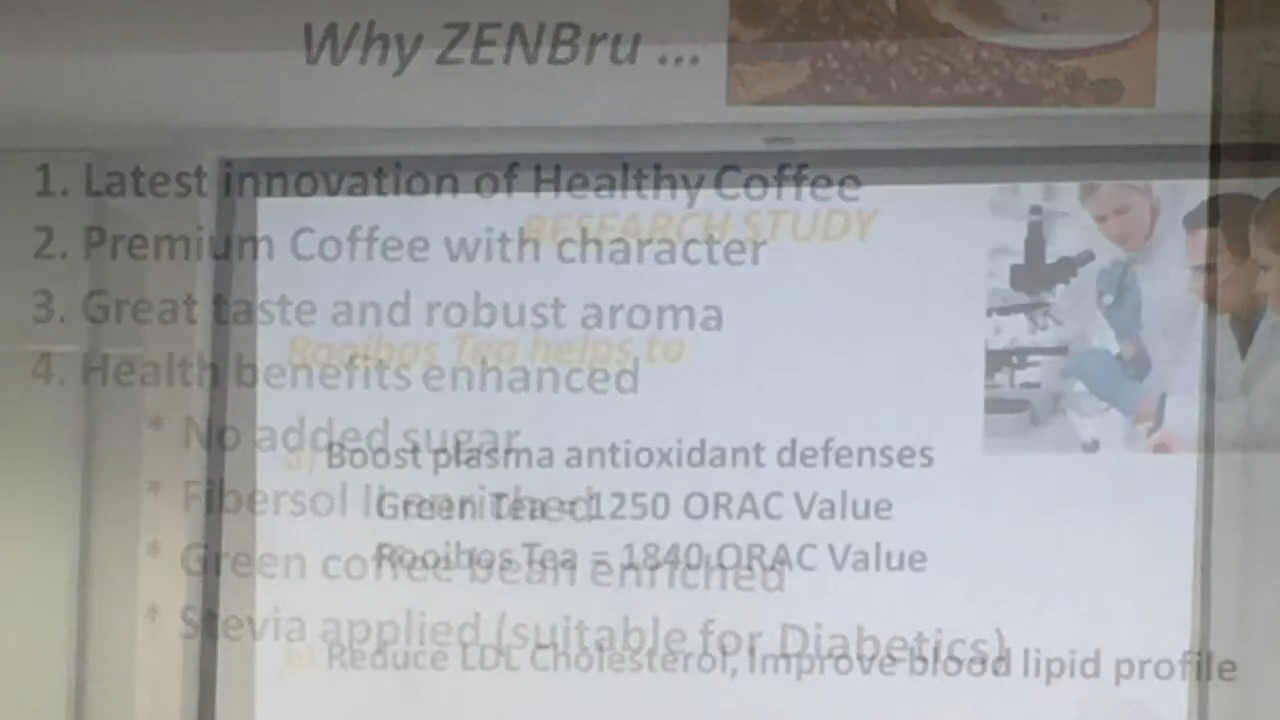 Why ZENBru ...
1. Latest innovation of Healthy Coffee
2. Premium Coffee with character
3. Great taste and robust aroma
4. Health benefits enhanced
* No added sugar
* Fibersol II enriched
* Green coffee bean enriched
* Stevia applied (suitable for Diabetics)
RESEARCH STUDY
Rooibos Tea helps to
a) Boost plasma antioxidant defenses
Green Tea = 1250 ORAC Value
Rooibos Tea = 1840 ORAC Value
Reduce LDL Cholesterol, Improve blood lipid profile